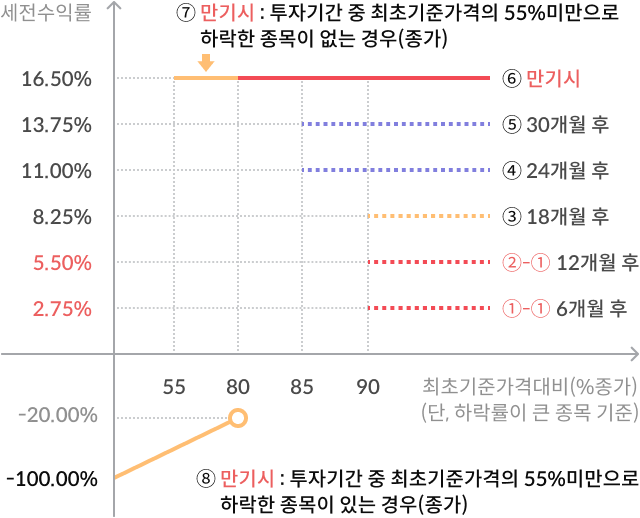 세전수익률
⑦ 만기시 : 투자기간 중 최초기준가격의 55%미만으로
하락한 종목이 없는 경우(종가)
16.50%
⑥ 만기시
13.75%
⑤ 30개월 후
11.00%
④ 24개월 후
8.25%
③ 18개월 후
5.50%
②-① 12개월 후
2.75%
①-① 6개월 후
55 80 85 90
최초기준가격대비(%종가)
(단, 하락률이 큰 종목 기준)
-20.00%
-100.00%
⑧ 만기시 : 투자기간 중 최초기준가격의 55%미만으로
하락한 종목이 있는 경우(종가)